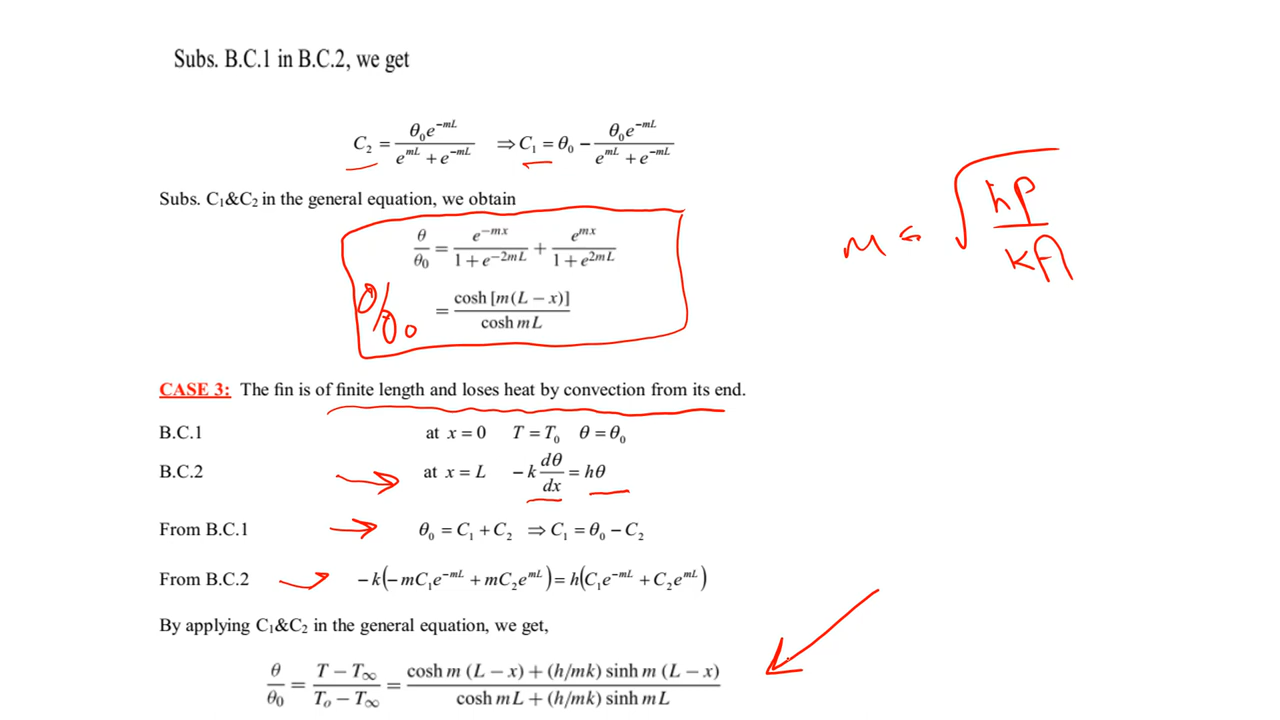 Subs. B.C.1 in B.C.2, we get
C₂ = θ₀e^{-mL} / (e^{mL} + e^{-mL}) ⇒ C₁ = θ₀ − θ₀e^{-mL} / (e^{mL} + e^{-mL})
Subs. C₁&C₂ in the general equation, we obtain
θ/θ₀ = e^{-mx} / (1 + e^{-2mL}) + e^{mx} / (1 + e^{2mL})
= cosh [m(L − x)] / cosh mL
θ/θ₀
m = √(hp / kA)
CASE 3: The fin is of finite length and loses heat by convection from its end.
B.C.1 at x = 0 T = T₀ θ = θ₀
B.C.2 at x = L −k dθ/dx = hθ
From B.C.1 θ₀ = C₁ + C₂ ⇒ C₁ = θ₀ − C₂
From B.C.2 −k(−mC₁e^{-mL} + mC₂e^{mL}) = h(C₁e^{-mL} + C₂e^{mL})
By applying C₁&C₂ in the general equation, we get,
θ/θ₀ = (T − T∞) / (Tₒ − T∞) = (cosh m (L − x) + (h/mk) sinh m (L − x)) / (cosh mL + (h/mk) sinh mL)